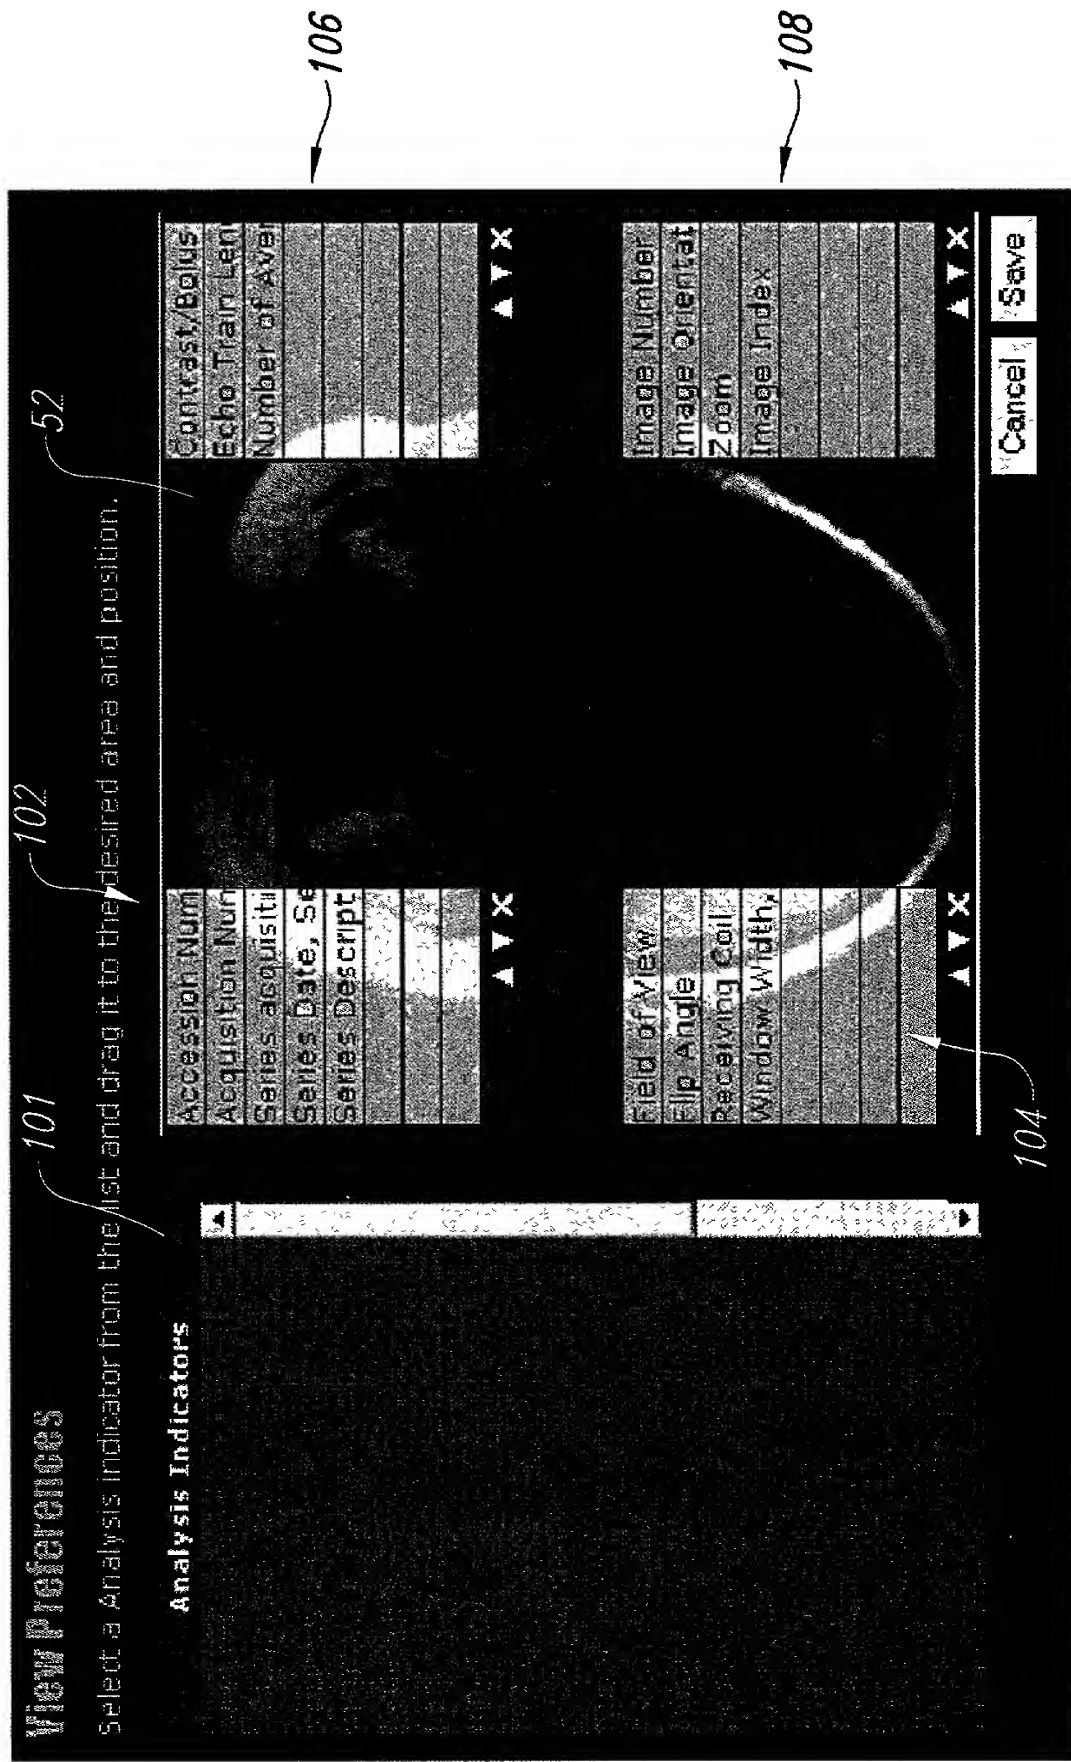 View Preferences
101
102
52
Select a Analysis indicator from the list and drag it to the desired area and position.
Analysis Indicators
Accession Num
Acquisition Nun
Series acquisiti
Series Date, Se
Series Descript
Contrast/Bolus
Echo Train Len
Number of Aver
106
Field of View
Flip Angle
Receiving Coil
Window Width,
Image Number
Image Orientat
Zoom
Image Index
108
104
Cancel
Save